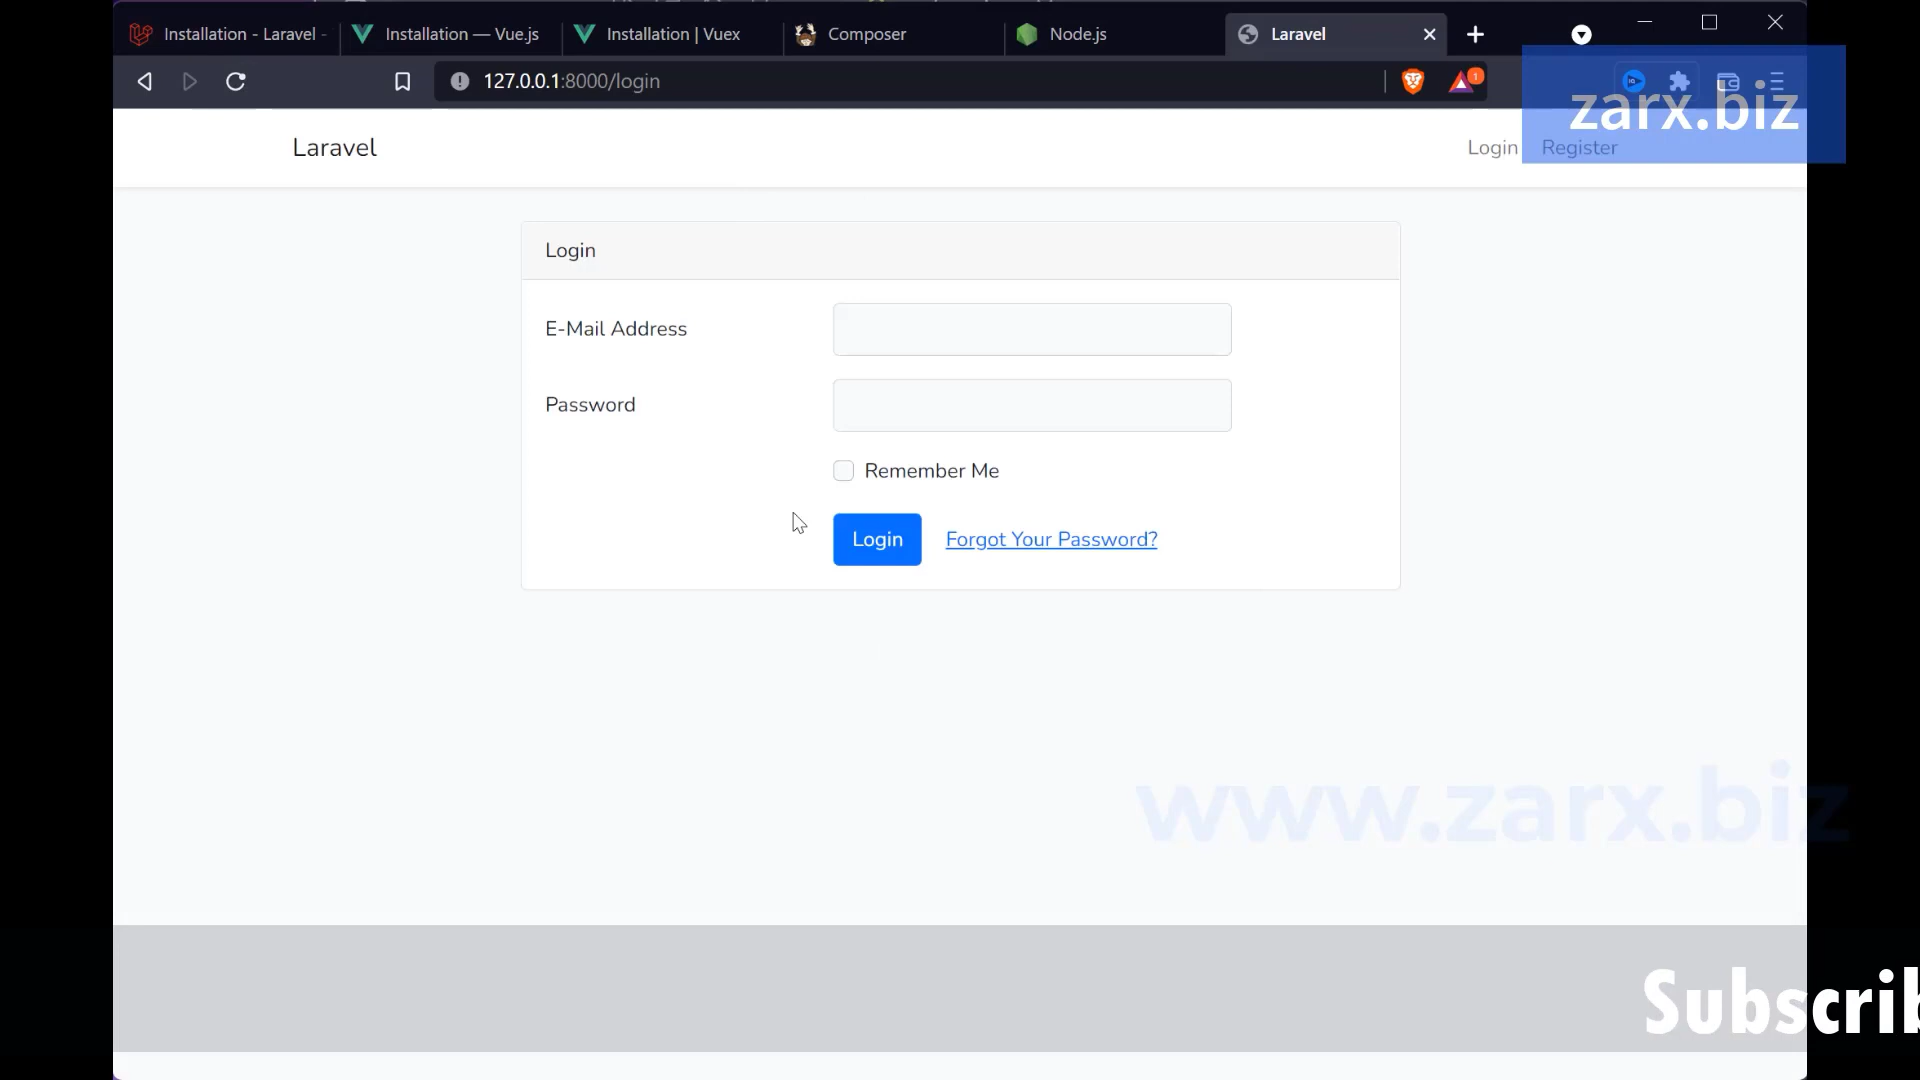 Installation - Laravel -
Installation — Vue.js
Installation | Vuex
Composer
Node.js
Laravel
127.0.0.1:8000/login
1
zarx.biz
Laravel
Login
Register
Login
E-Mail Address
Password
Remember Me
Login
Forgot Your Password?
www.zarx.biz
Subscrib